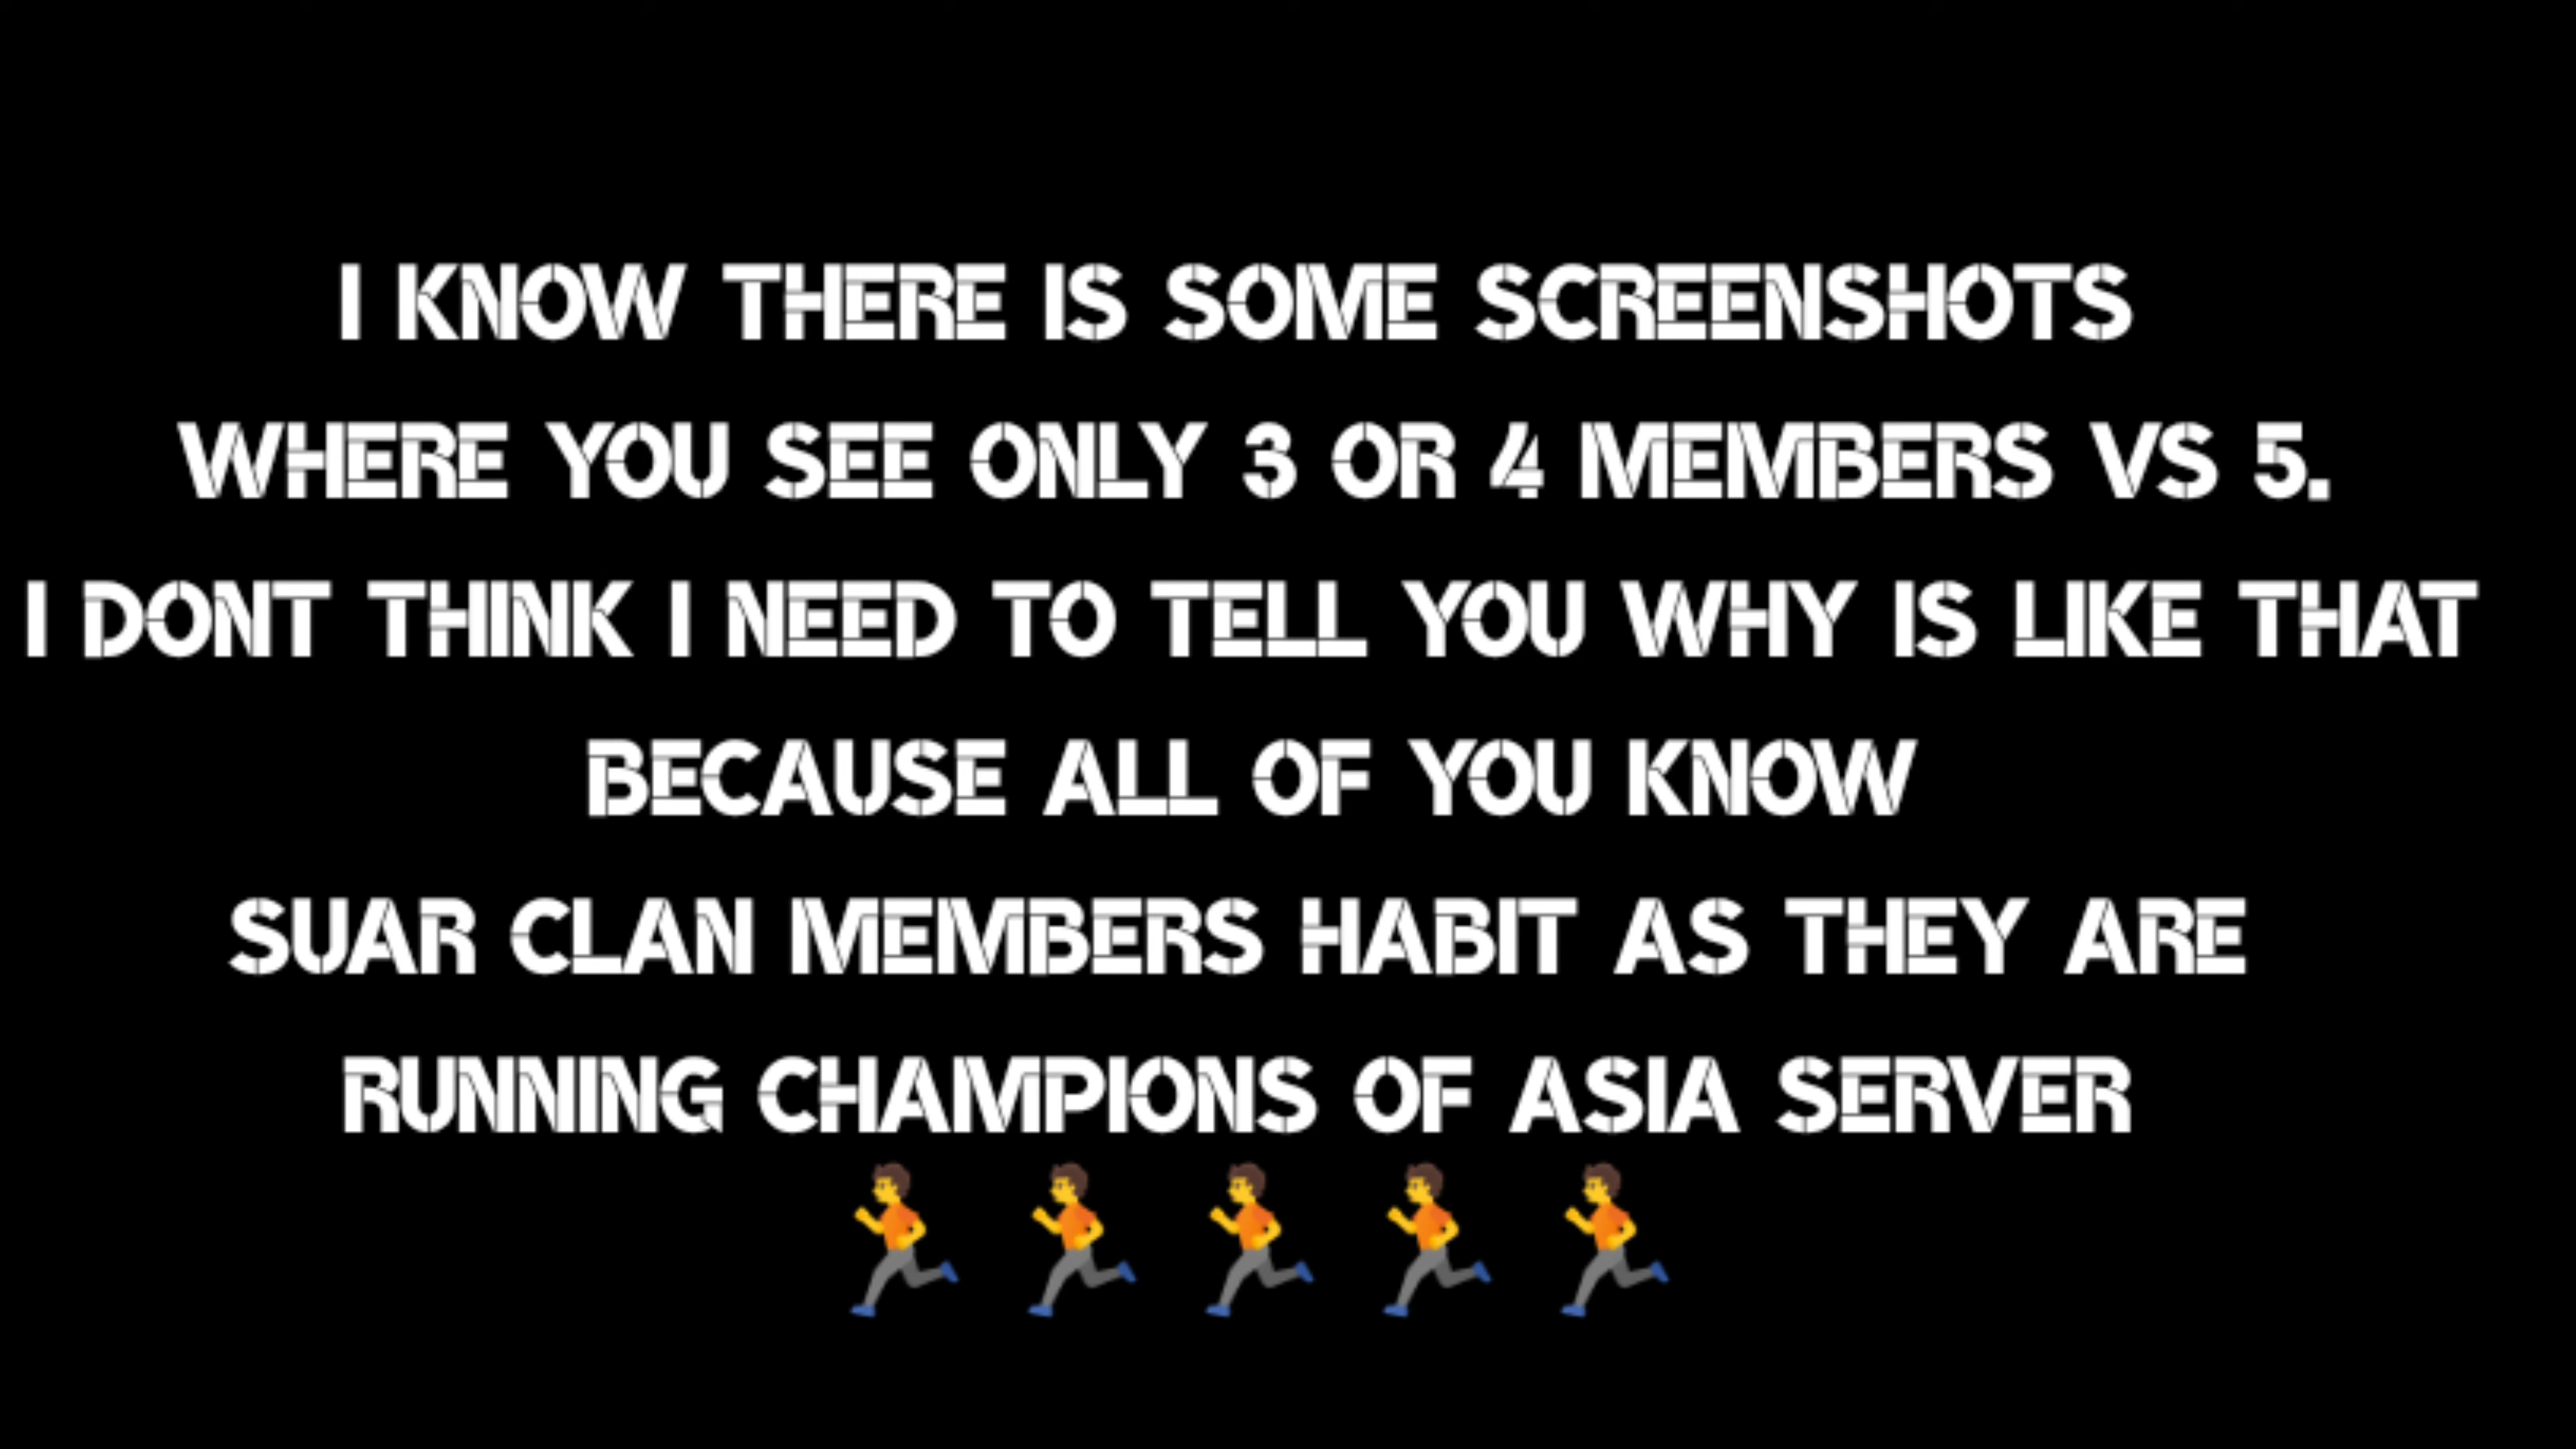 I KNOW THERE IS SOME SCREENSHOTS
WHERE YOU SEE ONLY 3 OR 4 MEMBERS VS 5.
I DONT THINK I NEED TO TELL YOU WHY IS LIKE THAT
BECAUSE ALL OF YOU KNOW
SUAR CLAN MEMBERS HABIT AS THEY ARE
RUNNING CHAMPIONS OF ASIA SERVER